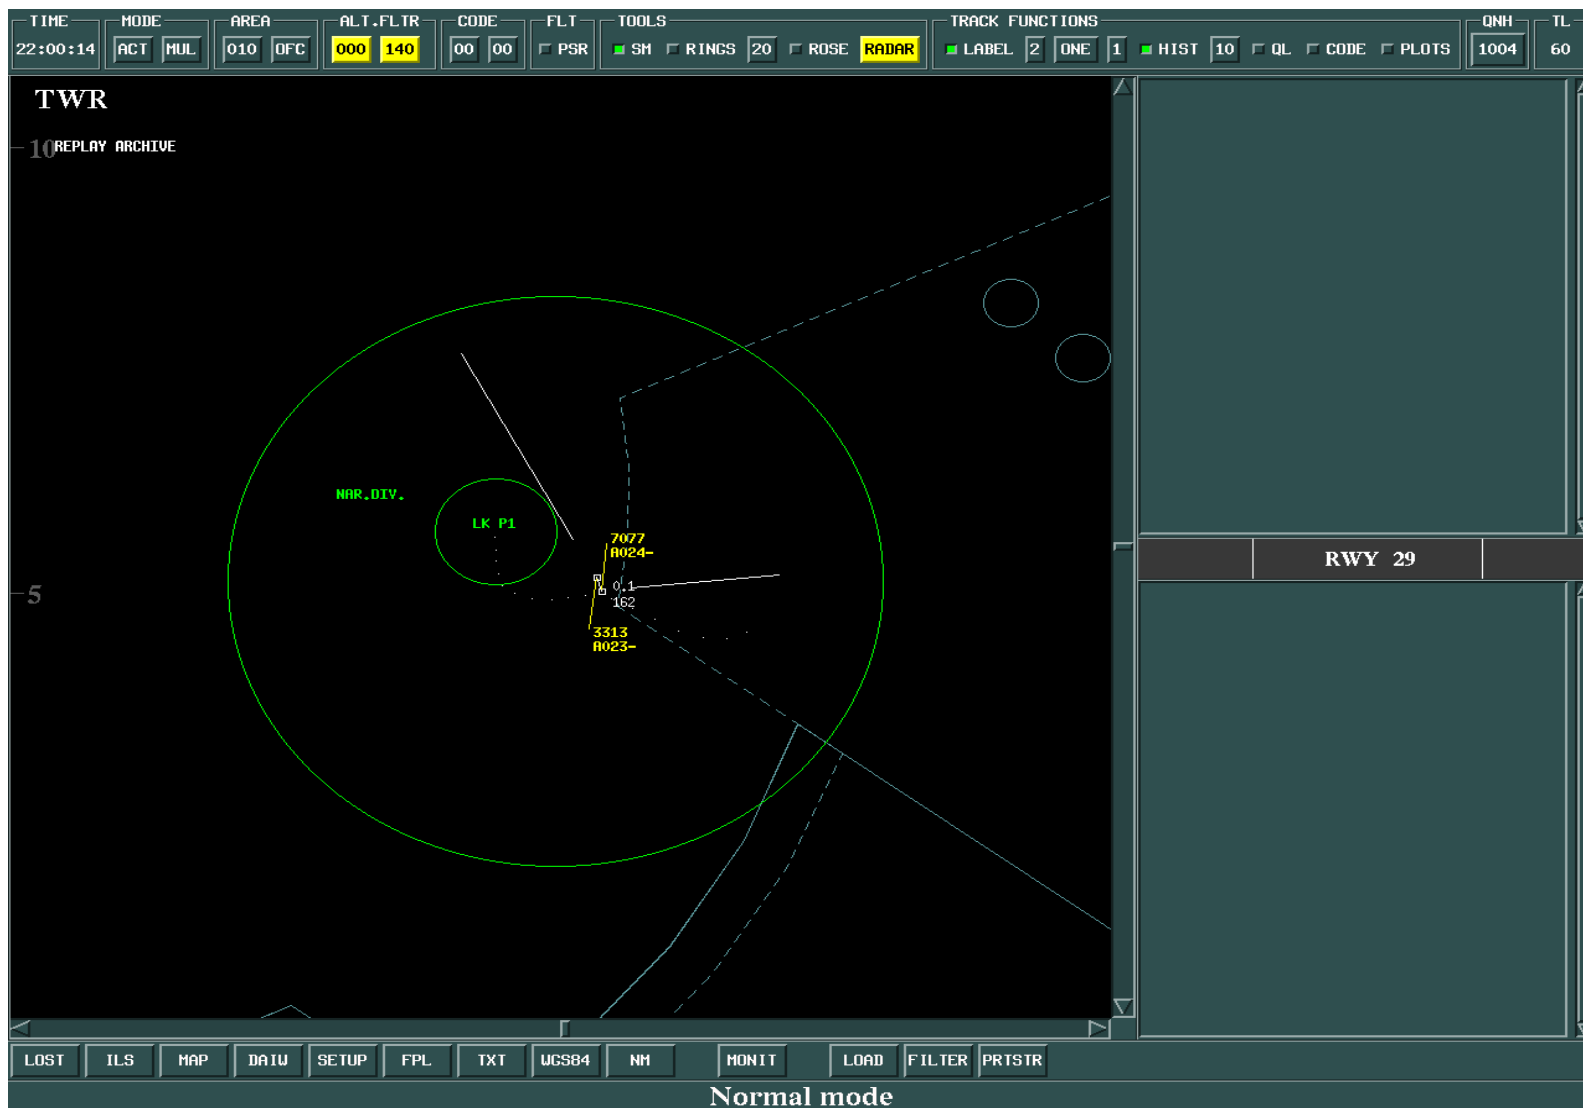 TIME MODE AREA ALT.FLTR CODE FLT TOOLS TRACK FUNCTIONS QNH TL
22:00:14 ACT MUL 010 OFC 000 140 00 00 PSR SM RINGS 20 ROSE RADAR LABEL 2 ONE 1 HIST 10 QL CODE PLOTS 1004 60
TWR
10 REPLAY ARCHIVE
NAR.DIV.
LK P1
7077
A024-
RWY 29
0.1
5
162
3313
A023-
LOST ILS MAP DAIW SETUP FPL TXT WGS84 NM MONIT LOAD FILTER PRTSTR
Normal mode